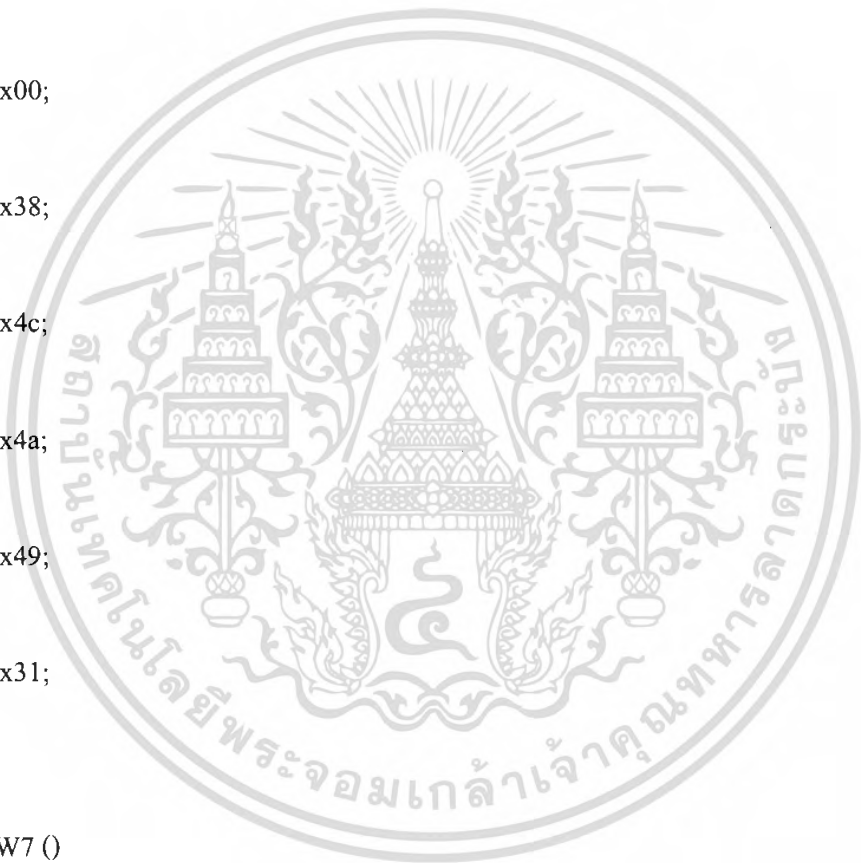 x00;
x38;
x4c;
x4a;
x49;
x31;
W7 ()
สถาบันเทคโนโลยีพระจอมเกล้าเจ้าคุณทหารลาดกระบัง
๔